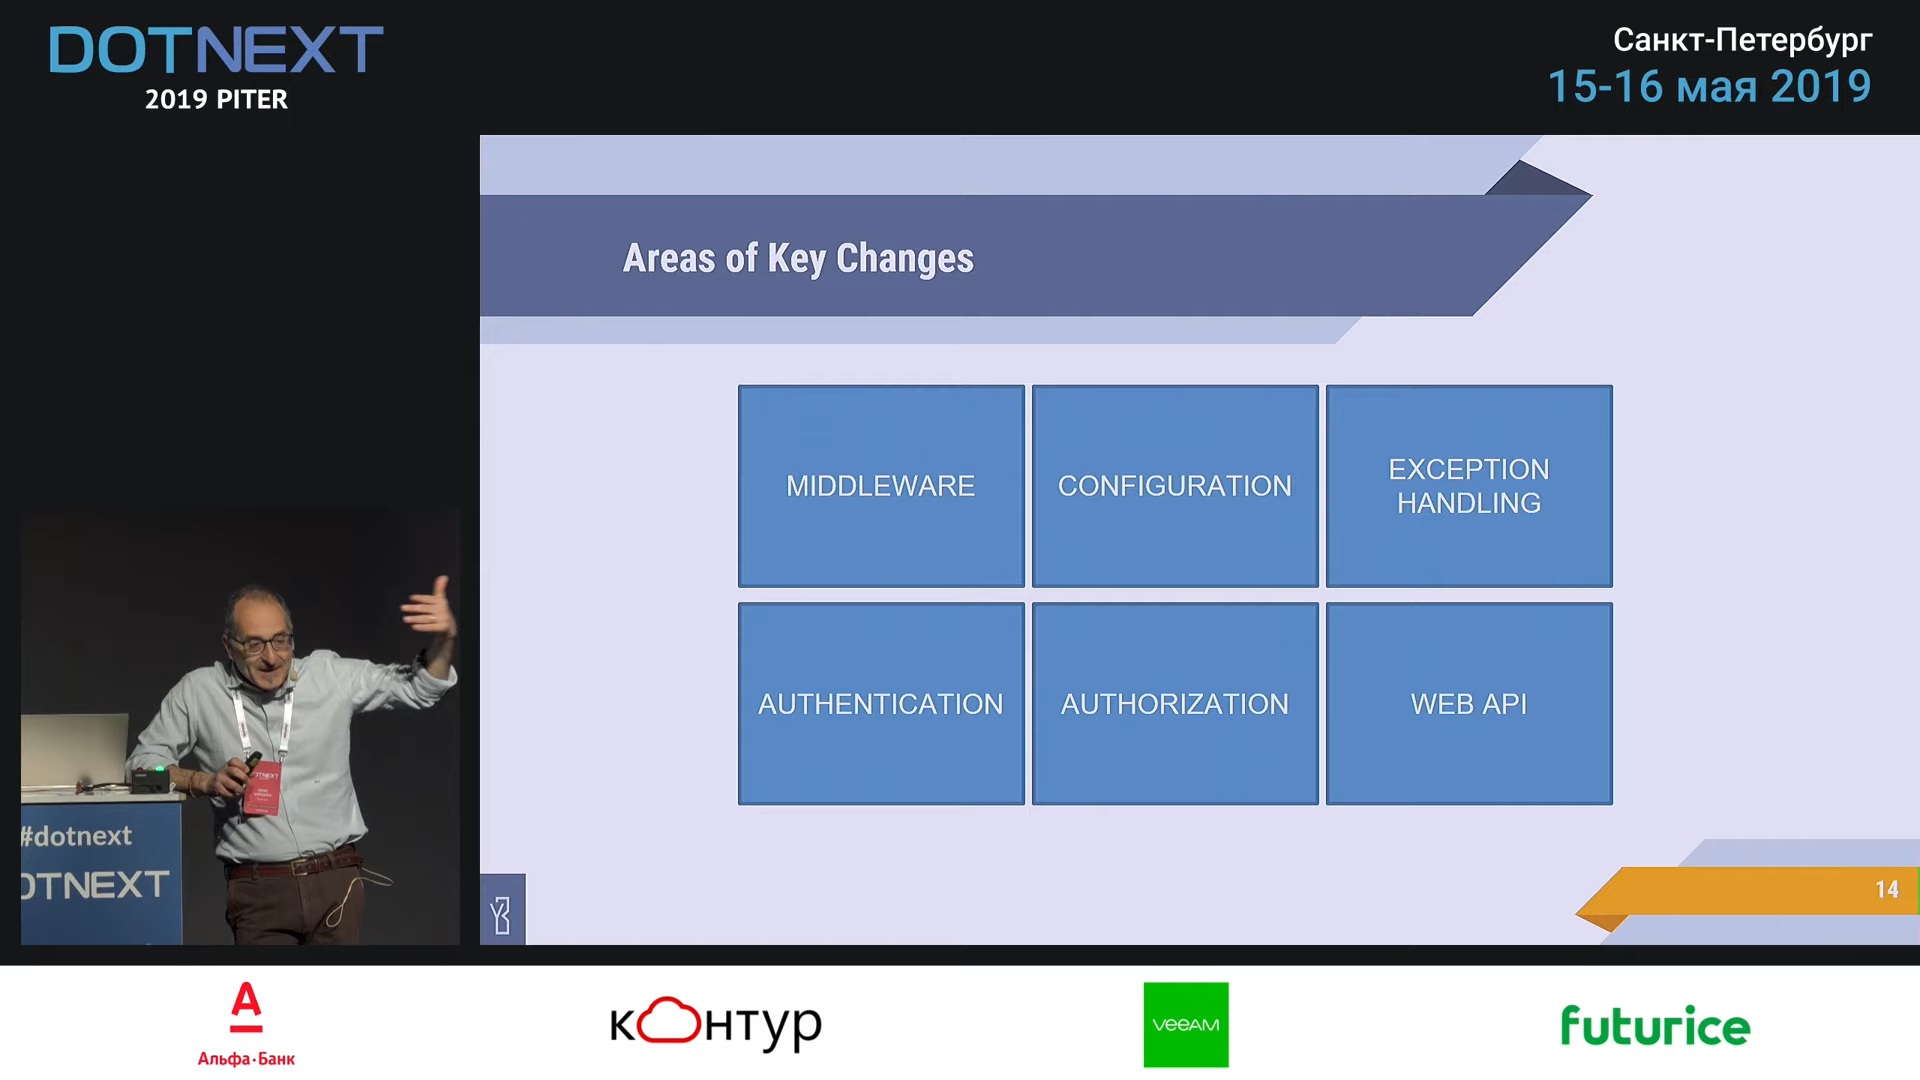 DOTNEXT
2019 PITER
Санкт-Петербург
15-16 мая 2019
Areas of Key Changes
MIDDLEWARE
CONFIGURATION
EXCEPTION
HANDLING
AUTHENTICATION
AUTHORIZATION
WEB API
14
#dotnext
OTNEXT
А
Альфа·Банк
контур
veeAM
futurice